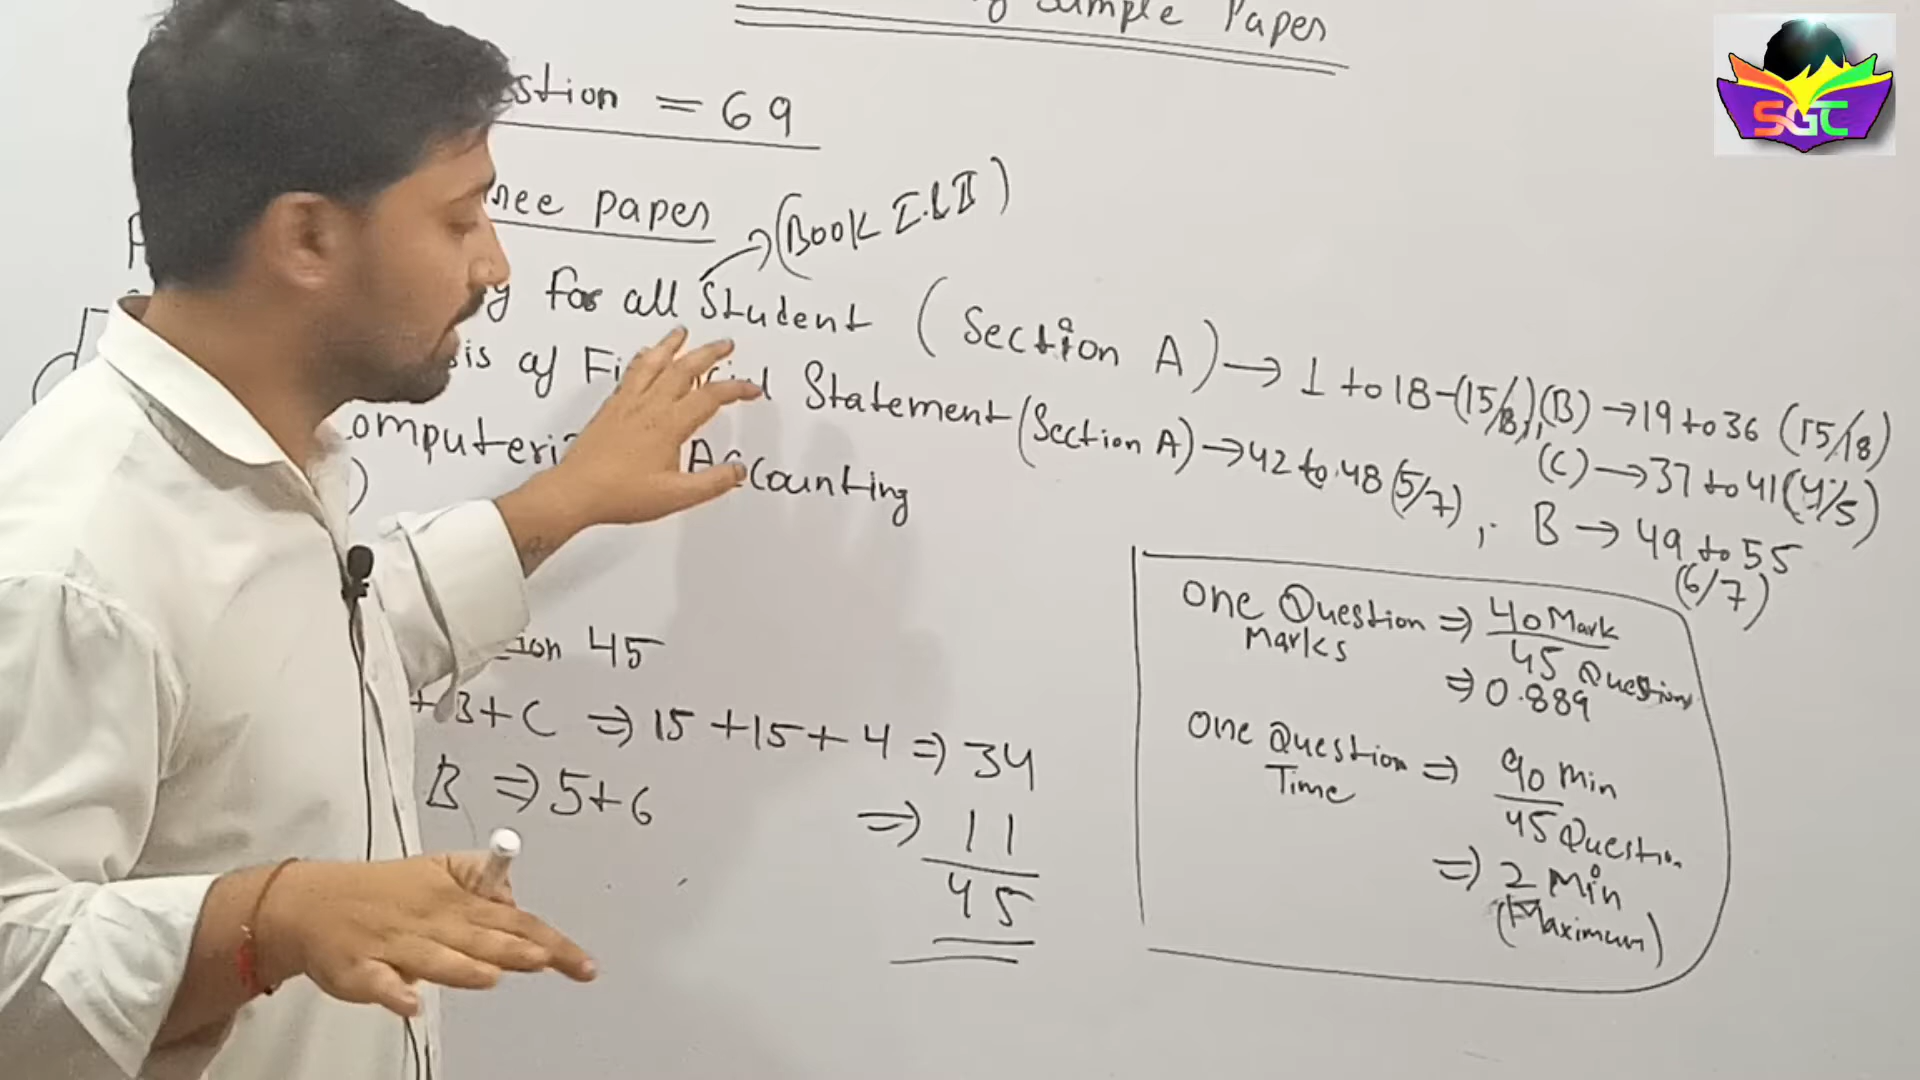 Sample Paper
stion = 69
Paper
(Book I & II)
for all Student (Section A) → 1 to 18 - (15/18), (B) → 19 to 36 (15/18)
(C) → 37 to 41 (4/5)
sis of Fi Statement (Section A) → 42 to 48 (5/7), B → 49 to 55
(6/7)
omputeri Accounting
ion 45
+ B + C ⇒ 15 + 15 + 4 ⇒ 34
B ⇒ 5+6 ⇒ 11
45
One Question Marks ⇒ 40 Mark
45 Question
⇒ 0.889
One Question Time ⇒ 90 Min
45 Question
⇒ 2 Min
(Maximum)
SGC